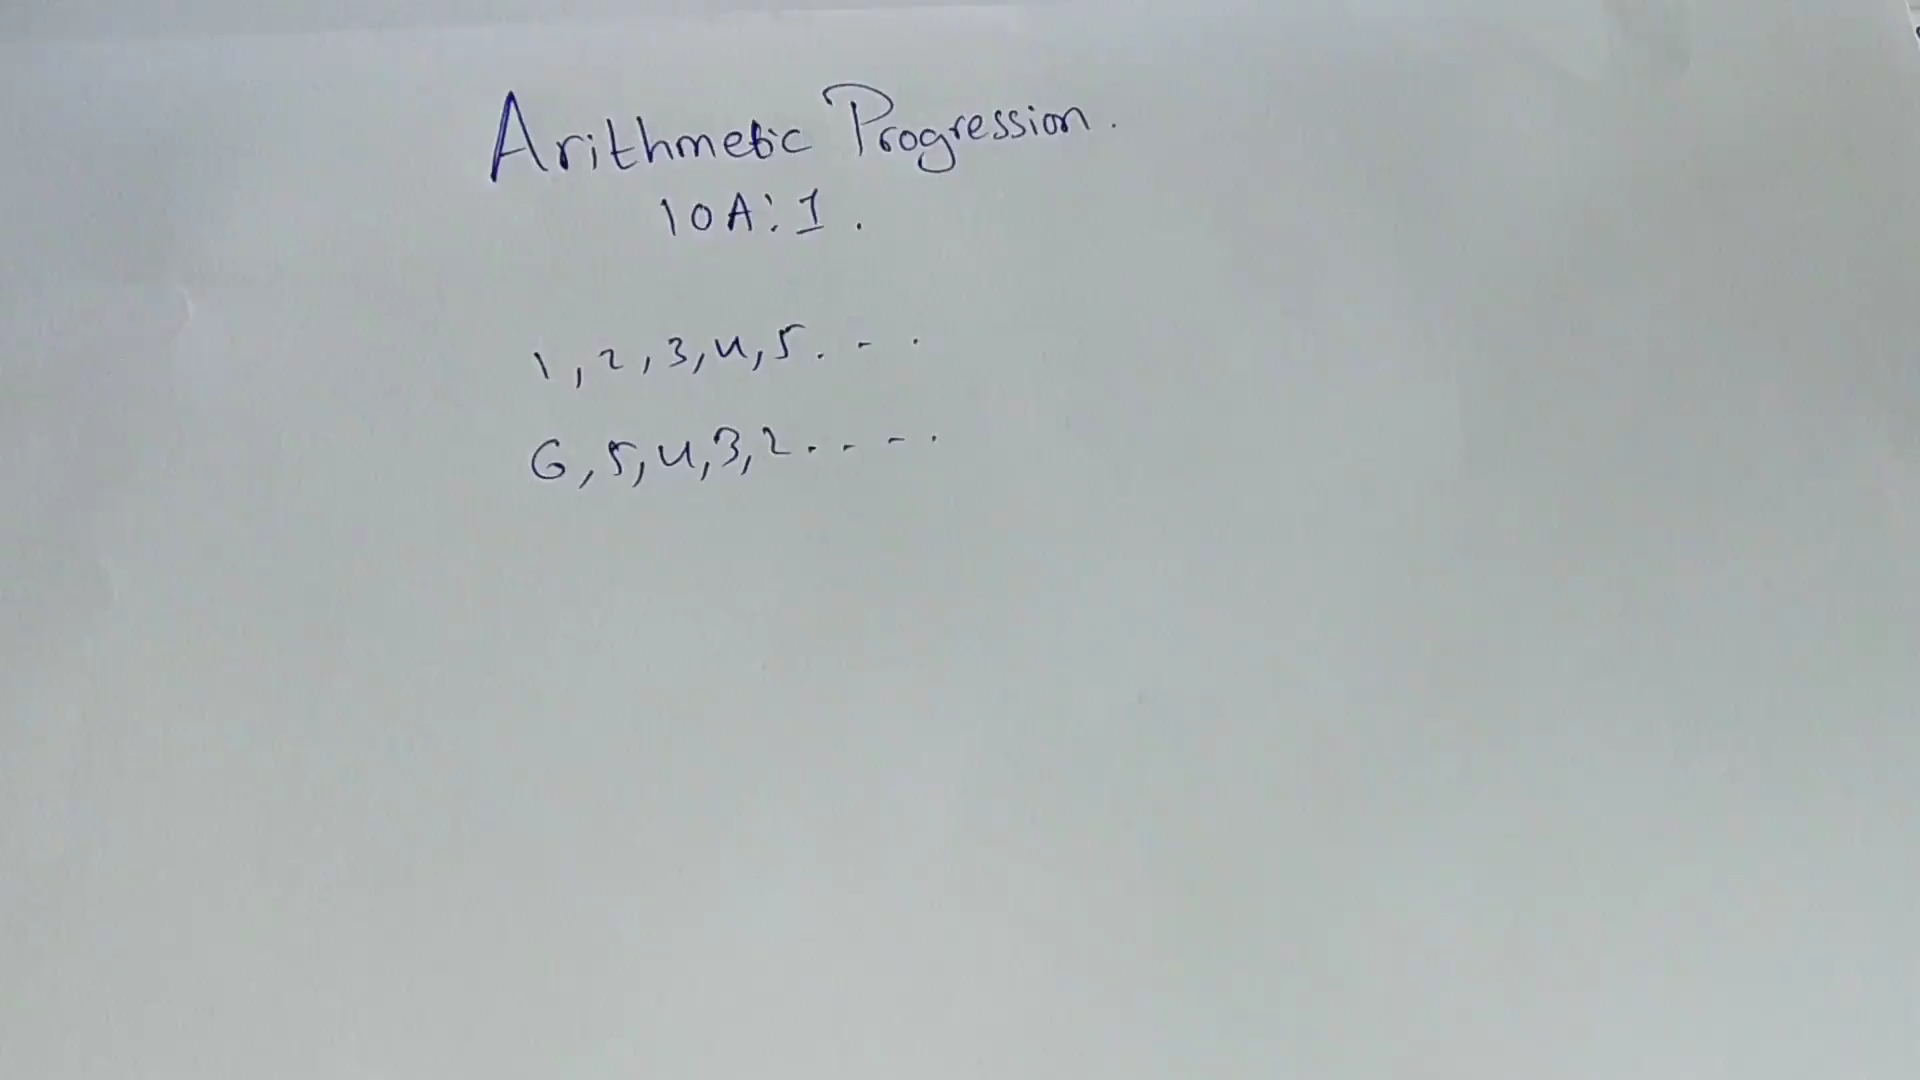 Arithmetic Progression.
10A:1.
1, 2, 3, 4, 5. - .
6, 5, 4, 3, 2. - - .